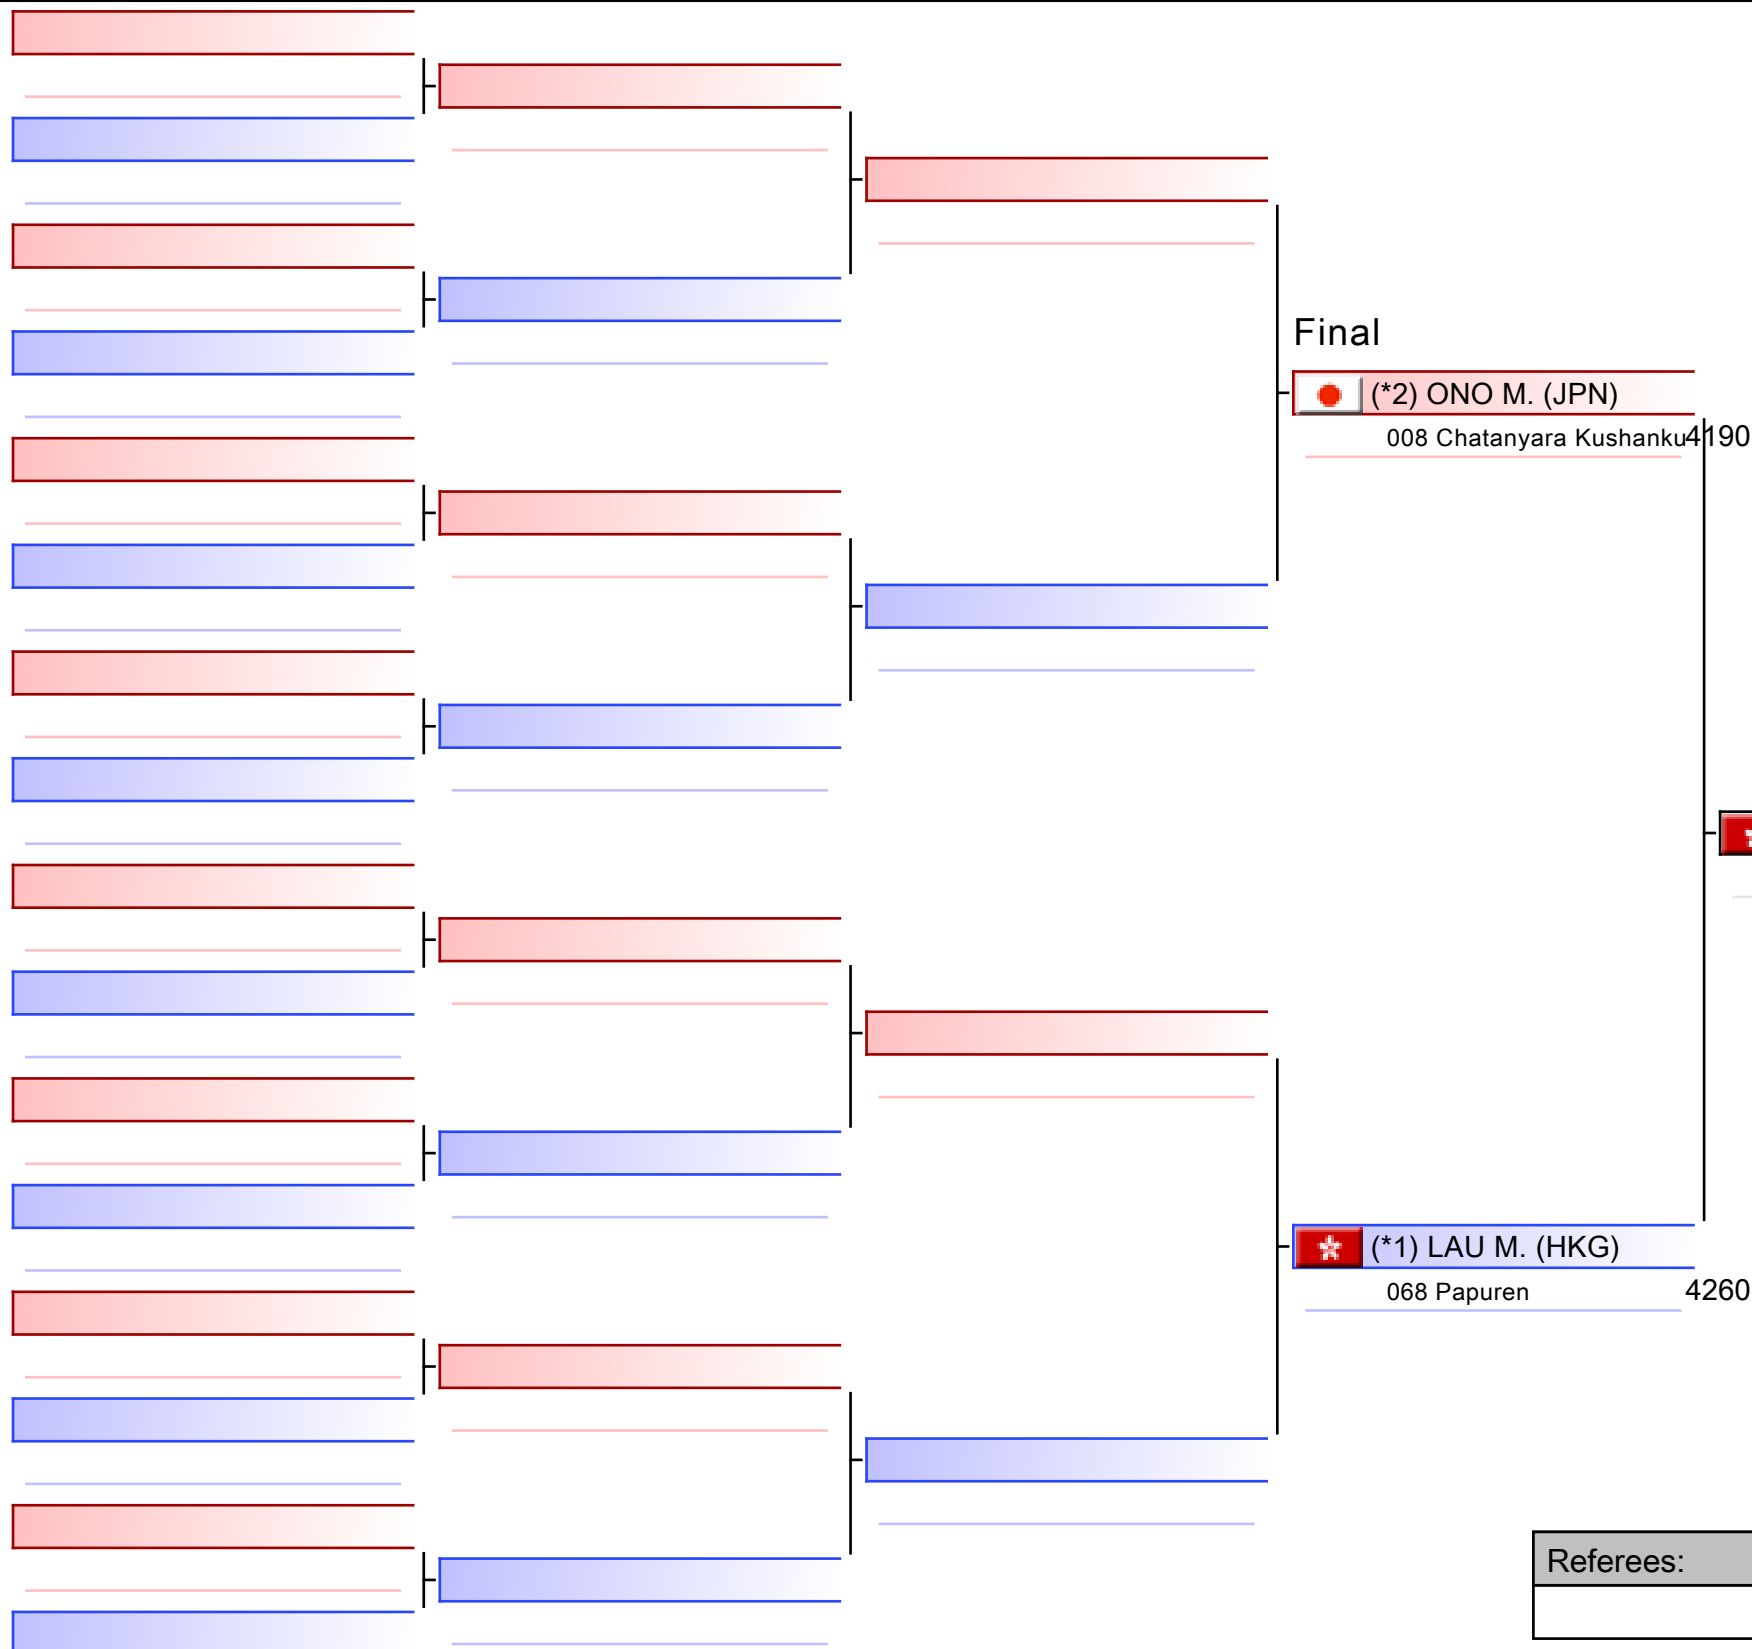 Final
(*2) ONO M. (JPN)
008 Chatanyara Kushanku 4190
(*1) LAU M. (HKG)
068 Papuren 4260
Referees: